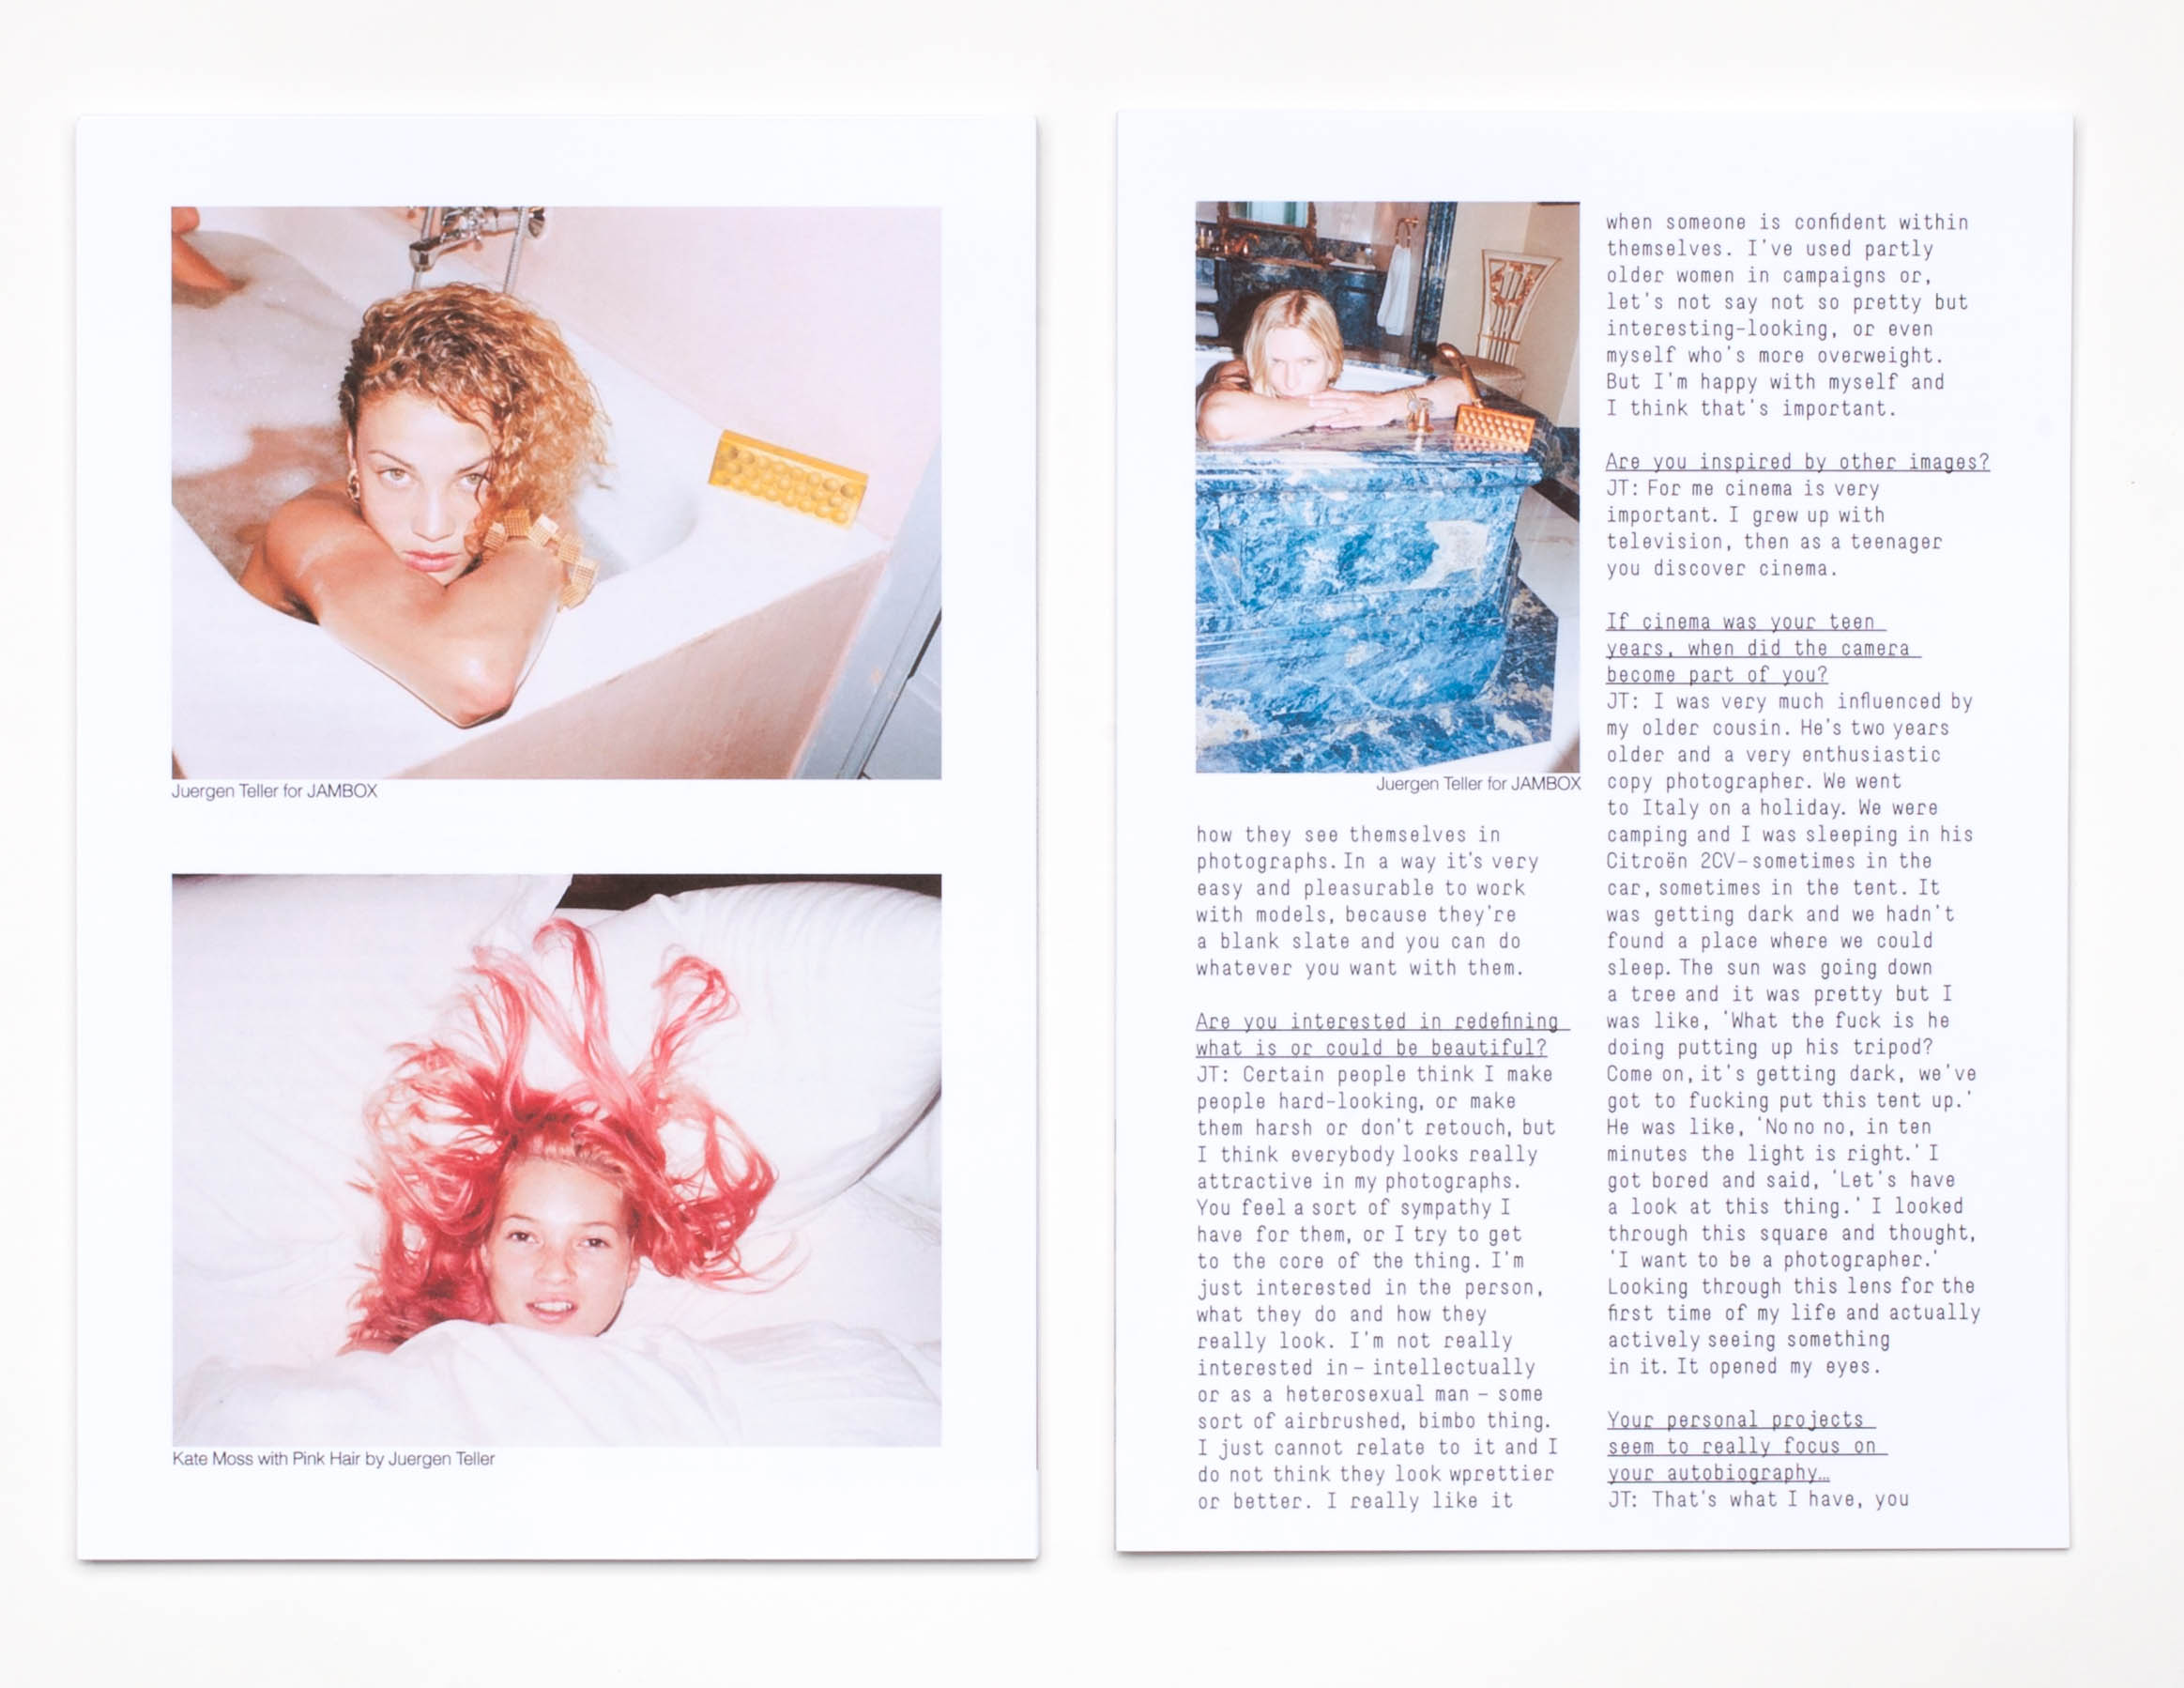 Juergen Teller for JAMBOX
Kate Moss with Pink Hair by Juergen Teller
Juergen Teller for JAMBOX
how they see themselves in
photographs. In a way it's very
easy and pleasurable to work
with models, because they're
a blank slate and you can do
whatever you want with them.
Are you interested in redefining
what is or could be beautiful?
JT: Certain people think I make
people hard-looking, or make
them harsh or don't retouch, but
I think everybody looks really
attractive in my photographs.
You feel a sort of sympathy I
have for them, or I try to get
to the core of the thing. I'm
just interested in the person,
what they do and how they
really look. I'm not really
interested in – intellectually
or as a heterosexual man – some
sort of airbrushed, bimbo thing.
I just cannot relate to it and I
do not think they look wprettier
or better. I really like it
when someone is confident within
themselves. I've used partly
older women in campaigns or,
let's not say not so pretty but
interesting-looking, or even
myself who's more overweight.
But I'm happy with myself and
I think that's important.
Are you inspired by other images?
JT: For me cinema is very
important. I grew up with
television, then as a teenager
you discover cinema.
If cinema was your teen
years, when did the camera
become part of you?
JT: I was very much influenced by
my older cousin. He's two years
older and a very enthusiastic
copy photographer. We went
to Italy on a holiday. We were
camping and I was sleeping in his
Citroën 2CV–sometimes in the
car, sometimes in the tent. It
was getting dark and we hadn't
found a place where we could
sleep. The sun was going down
a tree and it was pretty but I
was like, 'What the fuck is he
doing putting up his tripod?
Come on, it's getting dark, we've
got to fucking put this tent up.'
He was like, 'No no no, in ten
minutes the light is right.' I
got bored and said, 'Let's have
a look at this thing.' I looked
through this square and thought,
'I want to be a photographer.'
Looking through this lens for the
first time of my life and actually
actively seeing something
in it. It opened my eyes.
Your personal projects
seem to really focus on
your autobiography…
JT: That's what I have, you